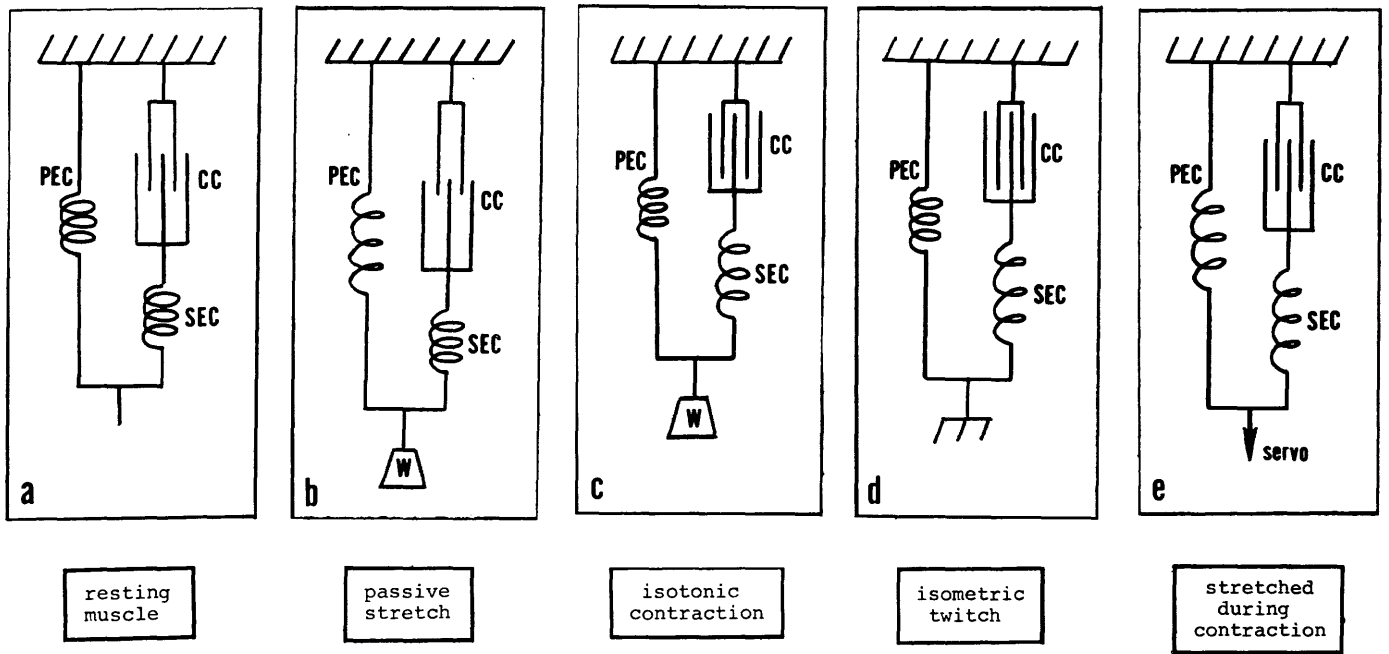 PEC
CC
SEC
a
PEC
CC
SEC
W
b
PEC
CC
SEC
W
c
PEC
CC
SEC
d
PEC
CC
SEC
servo
e
resting
muscle
passive
stretch
isotonic
contraction
isometric
twitch
stretched
during
contraction